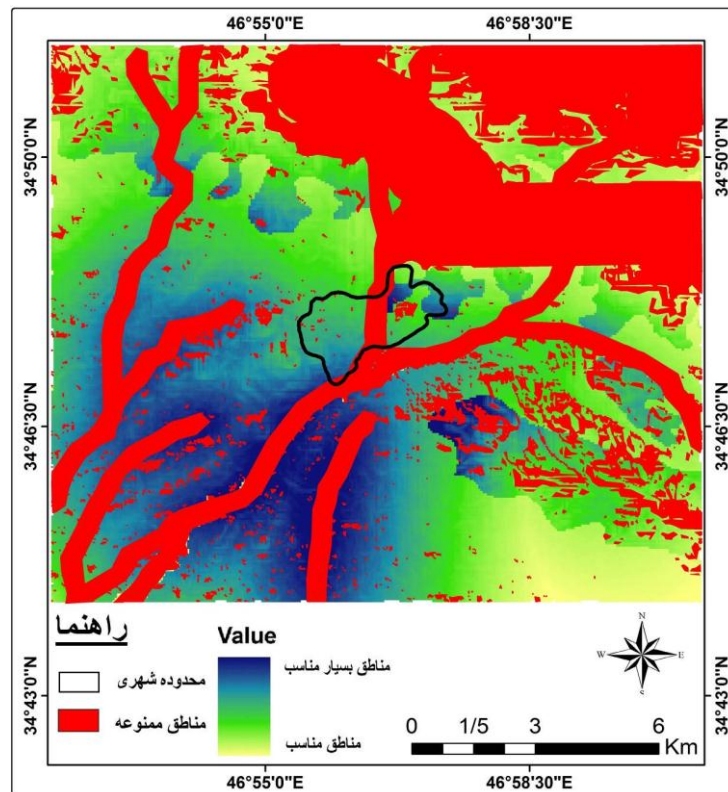 46°55'0"E 46°58'30"E
34°50'0"N 34°50'0"N
34°46'30"N 34°46'30"N
34°43'0"N 34°43'0"N
راهنما
محدوده شهری
مناطق ممنوعه
Value
مناطق بسیار مناسب
مناطق مناسب
N
W E
S
0 1/5 3 6
Km
46°55'0"E 46°58'30"E